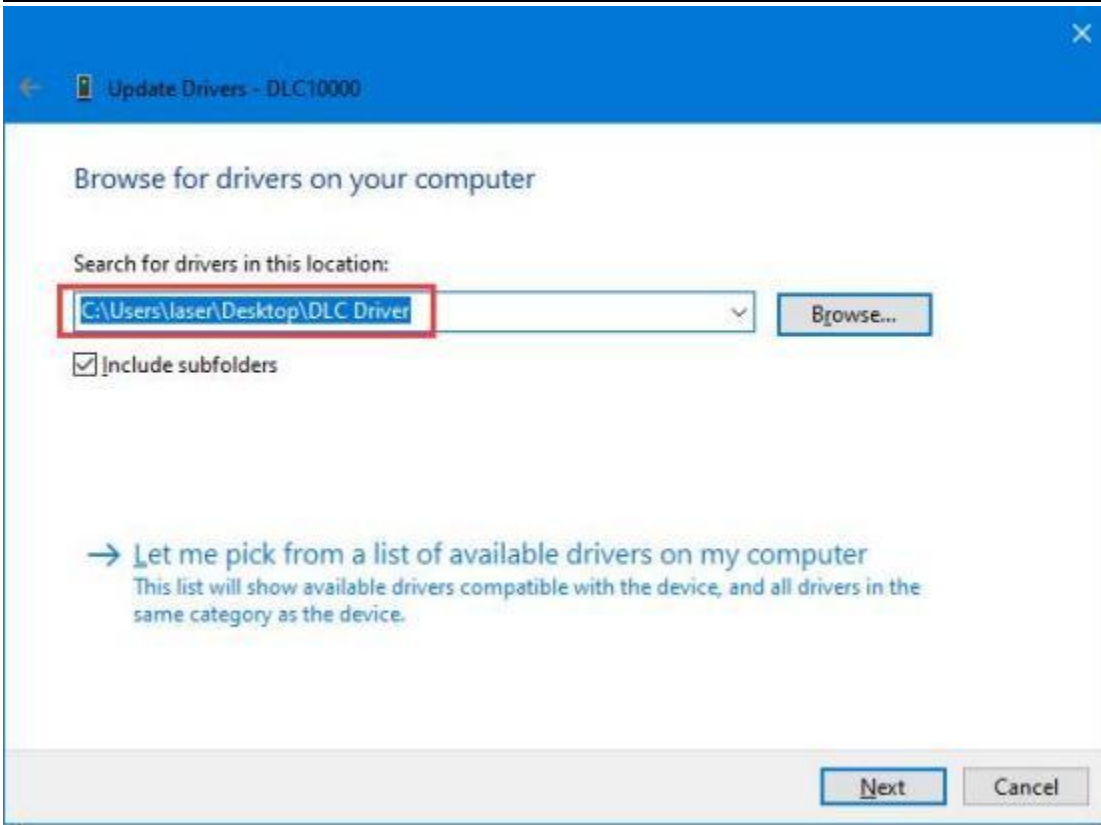 Update Drivers - DLC10000
Browse for drivers on your computer
Search for drivers in this location:
C:\Users\laser\Desktop\DLC Driver
Browse...
Include subfolders
Let me pick from a list of available drivers on my computer
This list will show available drivers compatible with the device, and all drivers in the
same category as the device.
Next
Cancel